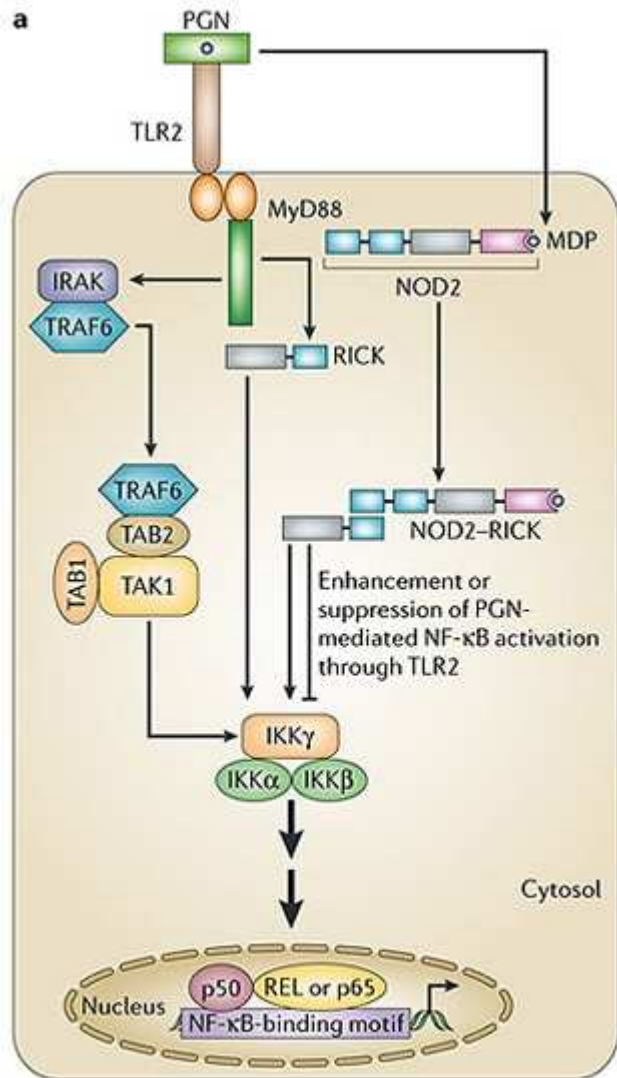 a
PGN
TLR2
MyD88
MDP
NOD2
IRAK
TRAF6
RICK
TRAF6
TAB2
TAB1
TAK1
NOD2–RICK
Enhancement or
suppression of PGN-
mediated NF-κB activation
through TLR2
IKKγ
IKKα
IKKβ
Cytosol
Nucleus
p50
REL or p65
NF-κB-binding motif